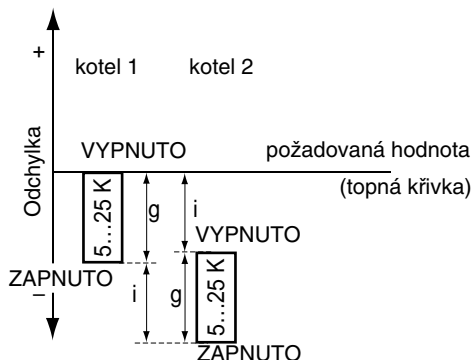 +
kotel 1 kotel 2
VYPNUTO požadovaná hodnota
(topná křivka)
Odchylka
5...25 K
g i
VYPNUTO
ZAPNUTO
–
i g
5...25 K
ZAPNUTO